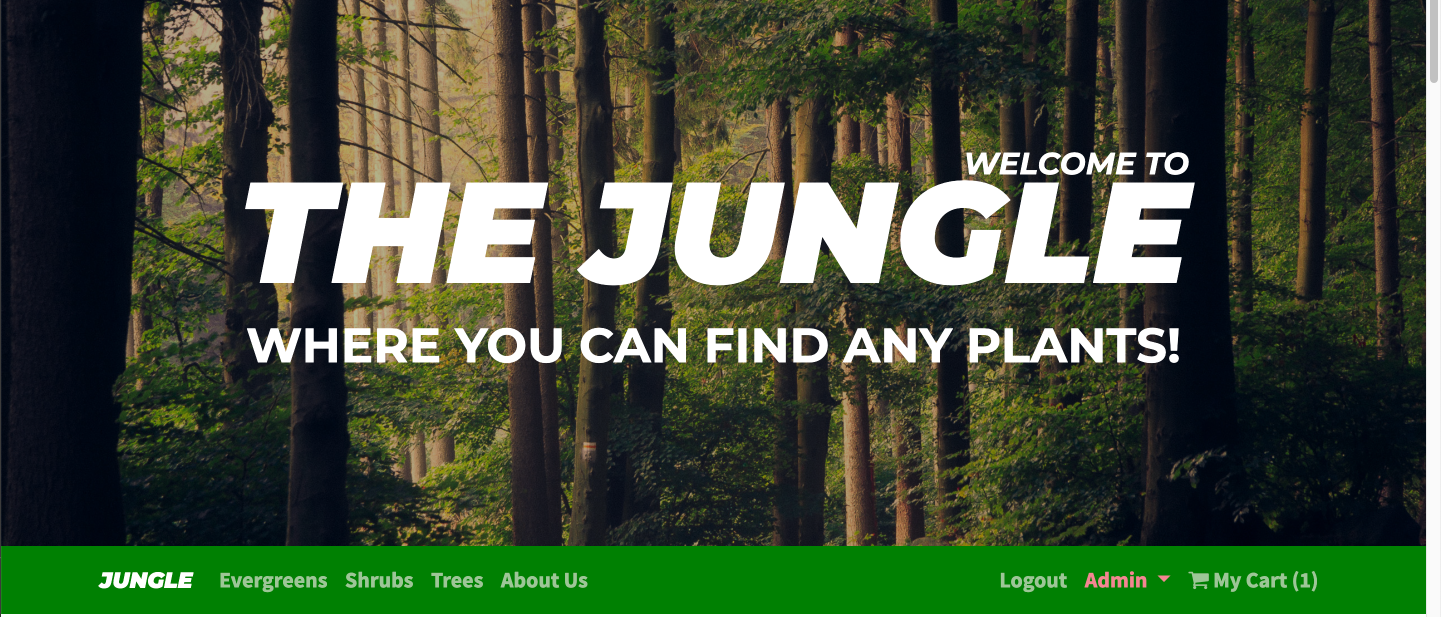 WELCOME TO
THE JUNGLE
WHERE YOU CAN FIND ANY PLANTS!
JUNGLE Evergreens Shrubs Trees About Us Logout Admin My Cart (1)